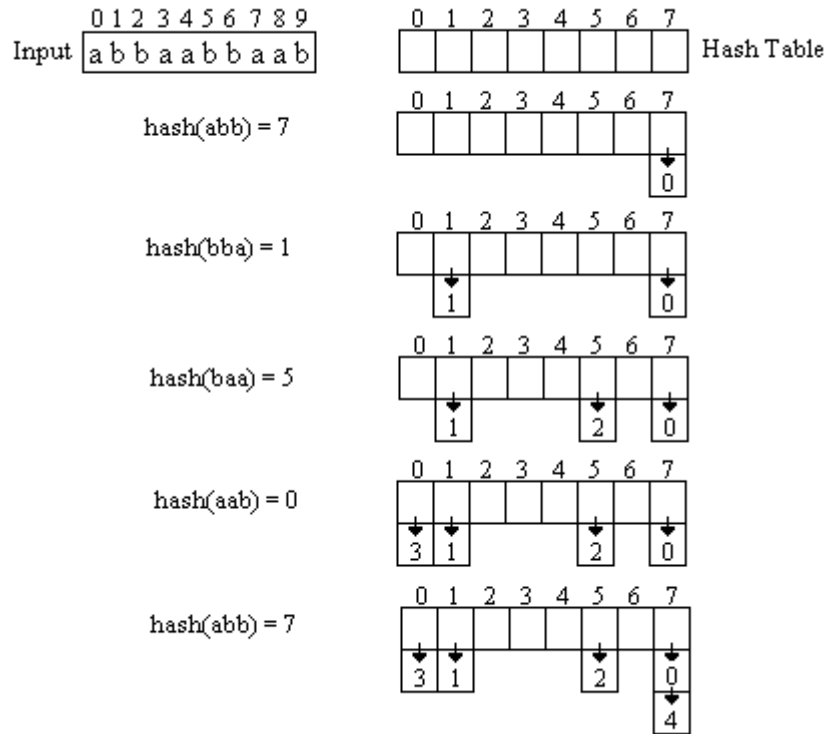 0 1 2 3 4 5 6 7 8 9
Input a b b a a b b a a b
0 1 2 3 4 5 6 7
Hash Table
hash(abb) = 7
0 1 2 3 4 5 6 7
0
hash(bba) = 1
0 1 2 3 4 5 6 7
1 0
hash(baa) = 5
0 1 2 3 4 5 6 7
1 2 0
hash(aab) = 0
0 1 2 3 4 5 6 7
3 1 2 0
hash(abb) = 7
0 1 2 3 4 5 6 7
3 1 2 0
4